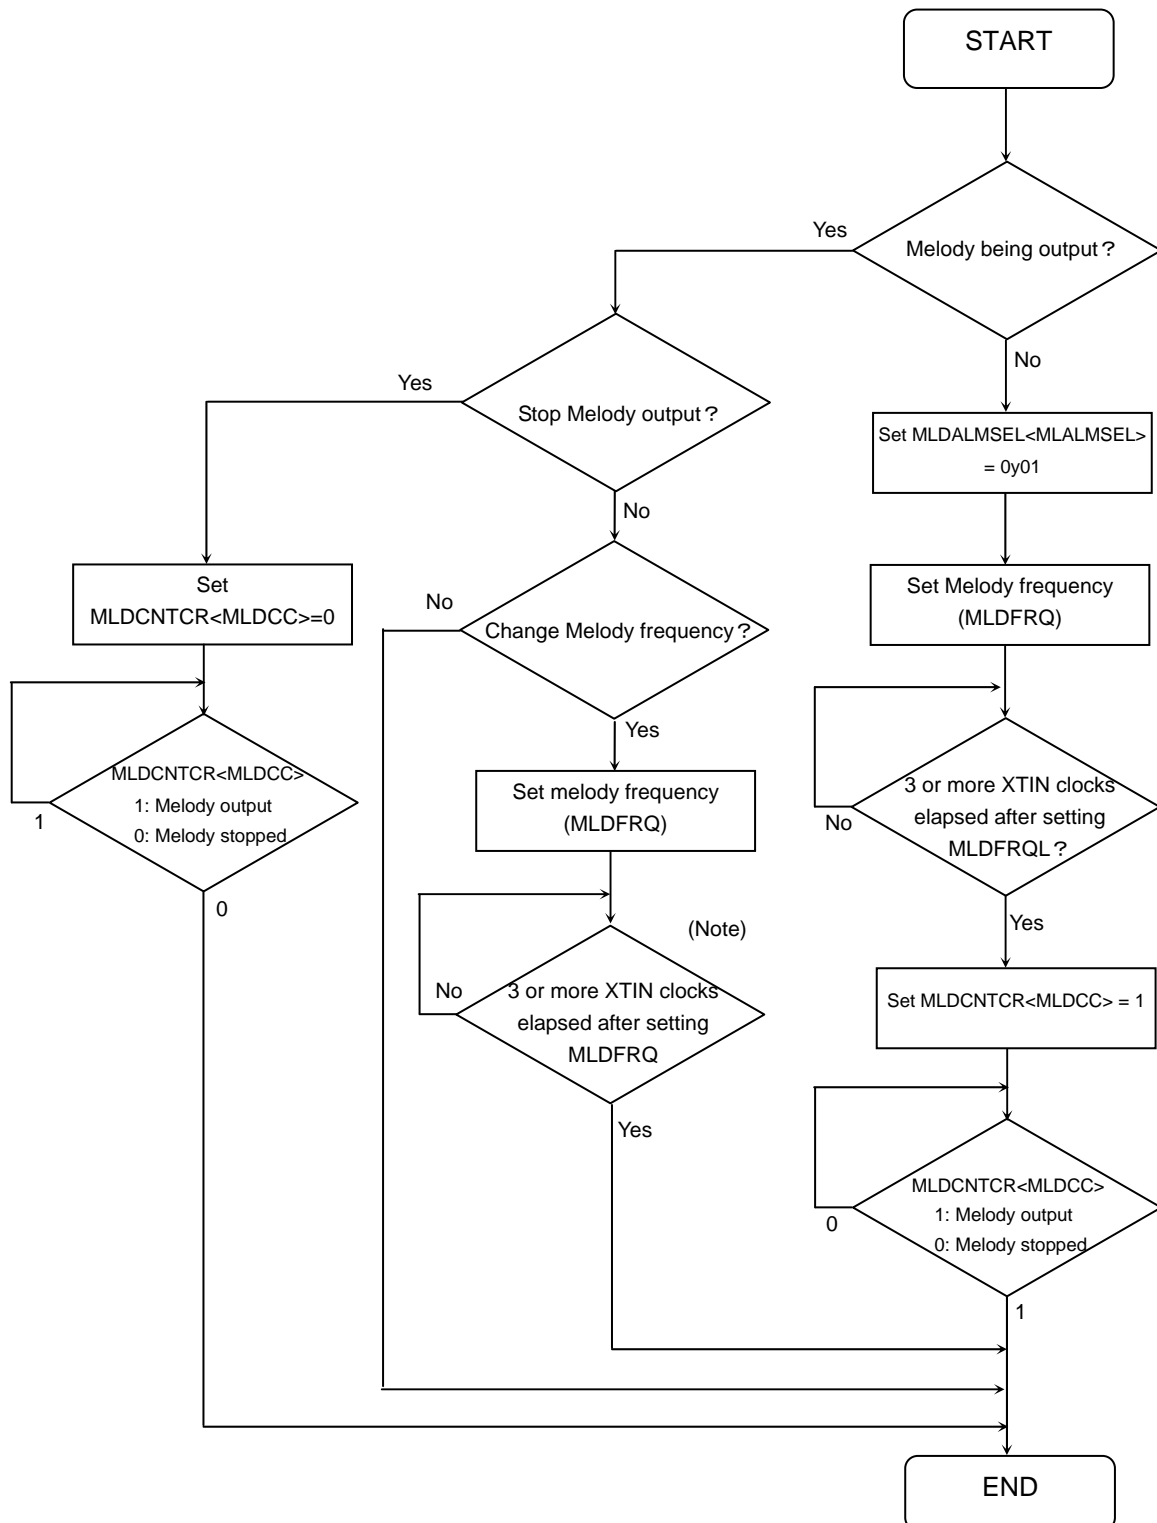 START
Yes
Melody being output？
No
Yes
Stop Melody output？
Set MLDALMSEL<MLALMSEL>
= 0y01
No
Set
MLDCNTCR<MLDCC>=0
Set Melody frequency
(MLDFRQ)
No
Change Melody frequency？
Yes
MLDCNTCR<MLDCC>
1: Melody output
0: Melody stopped
1
0
Set melody frequency
(MLDFRQ)
3 or more XTIN clocks
elapsed after setting
MLDFRQL？
No
Yes
(Note)
No
3 or more XTIN clocks
elapsed after setting
MLDFRQ
Yes
Set MLDCNTCR<MLDCC> = 1
MLDCNTCR<MLDCC>
1: Melody output
0: Melody stopped
0
1
END